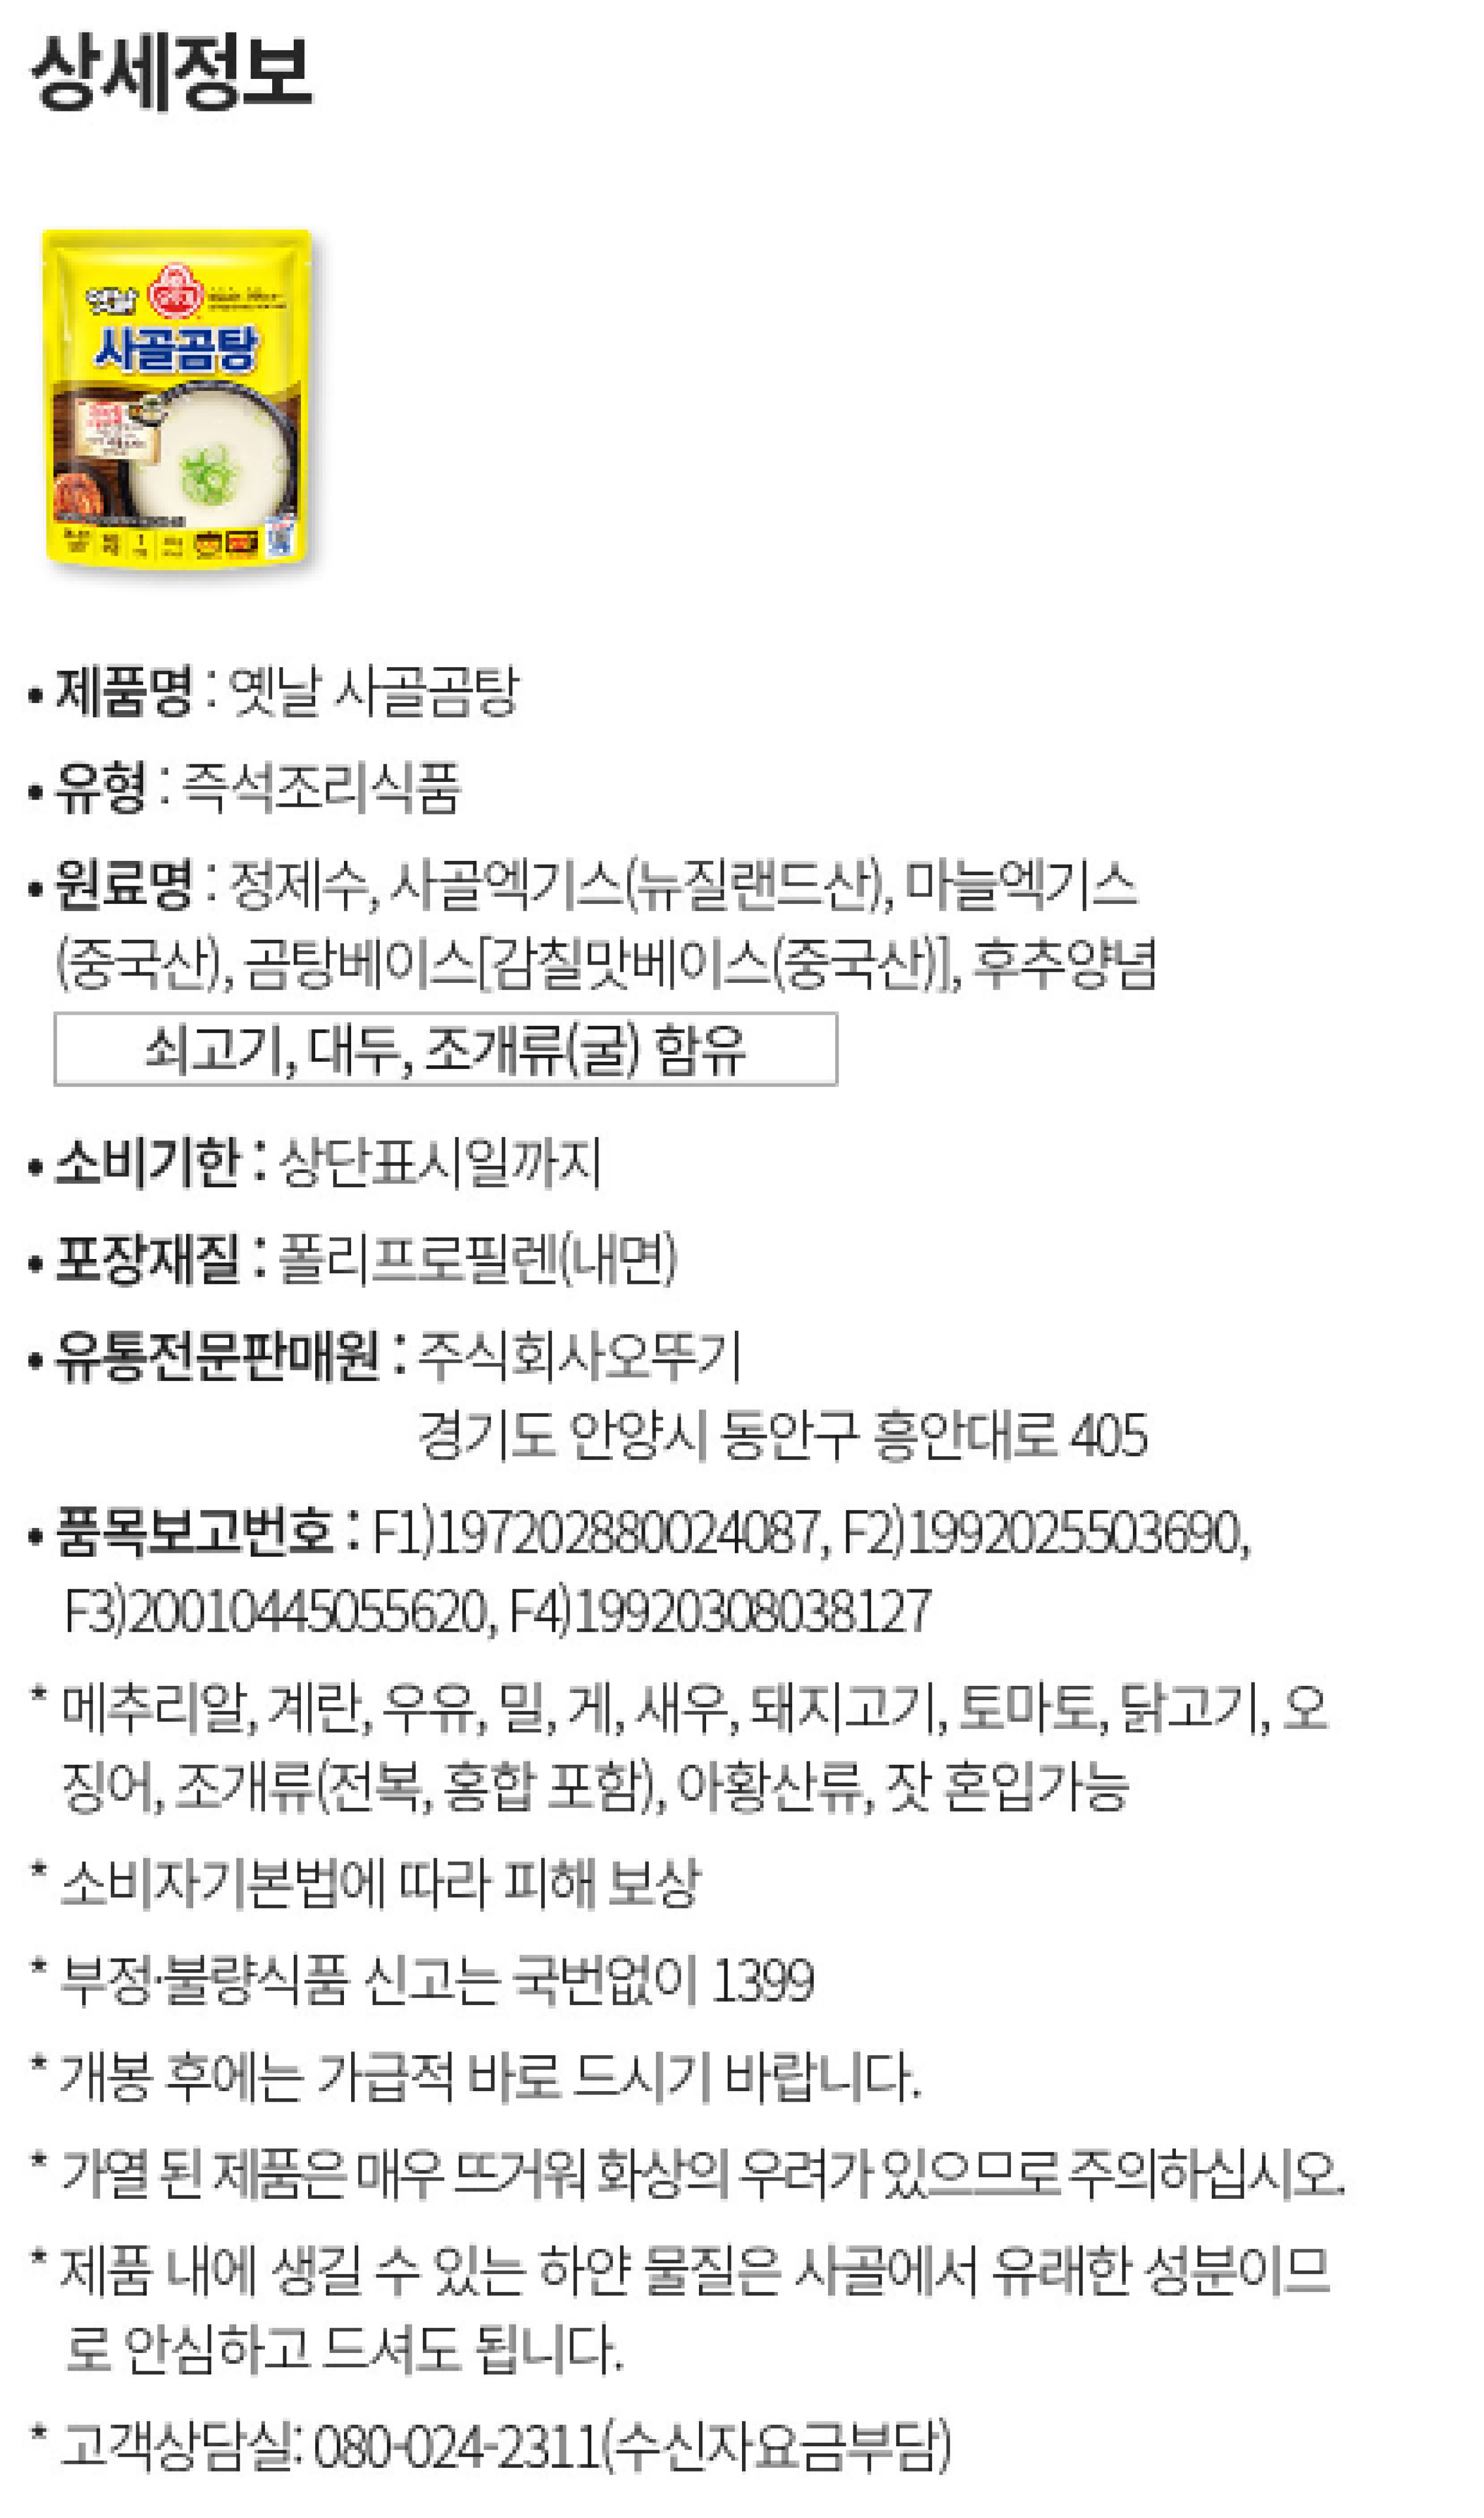 상세정보
옛날
사골곰탕
• 제품명 : 옛날 사골곰탕
• 유형 : 즉석조리식품
• 원료명 : 정제수, 사골엑기스(뉴질랜드산), 마늘엑기스
(중국산), 곰탕베이스[감칠맛베이스(중국산)], 후추양념
쇠고기, 대두, 조개류(굴) 함유
• 소비기한 : 상단표시일까지
• 포장재질 : 폴리프로필렌(내면)
• 유통전문판매원 : 주식회사오뚜기
경기도 안양시 동안구 흥안대로 405
• 품목보고번호 : F1)197202880024087, F2)1992025503690,
F3)20010445055620, F4)19920308038127
* 메추리알, 계란, 우유, 밀, 게, 새우, 돼지고기, 토마토, 닭고기, 오
징어, 조개류(전복, 홍합 포함), 아황산류, 잣 혼입가능
* 소비자기본법에 따라 피해 보상
* 부정·불량식품 신고는 국번없이 1399
* 개봉 후에는 가급적 바로 드시기 바랍니다.
* 가열 된 제품은 매우 뜨거워 화상의 우려가 있으므로 주의하십시오.
* 제품 내에 생길 수 있는 하얀 물질은 사골에서 유래한 성분이므
로 안심하고 드셔도 됩니다.
* 고객상담실: 080-024-2311(수신자요금부담)